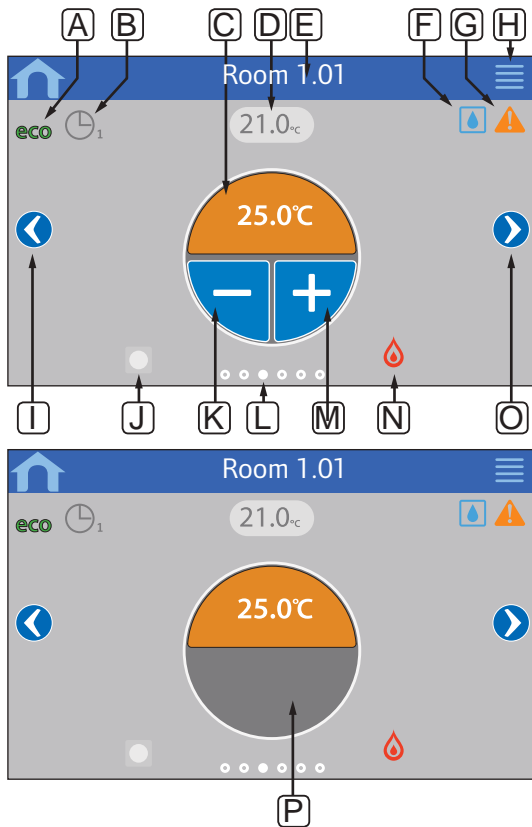 A B C D E F G H
Room 1.01
eco 1 21.0°C
25.0°C
− +
I J K L M N O
Room 1.01
eco 1 21.0°C
25.0°C
P